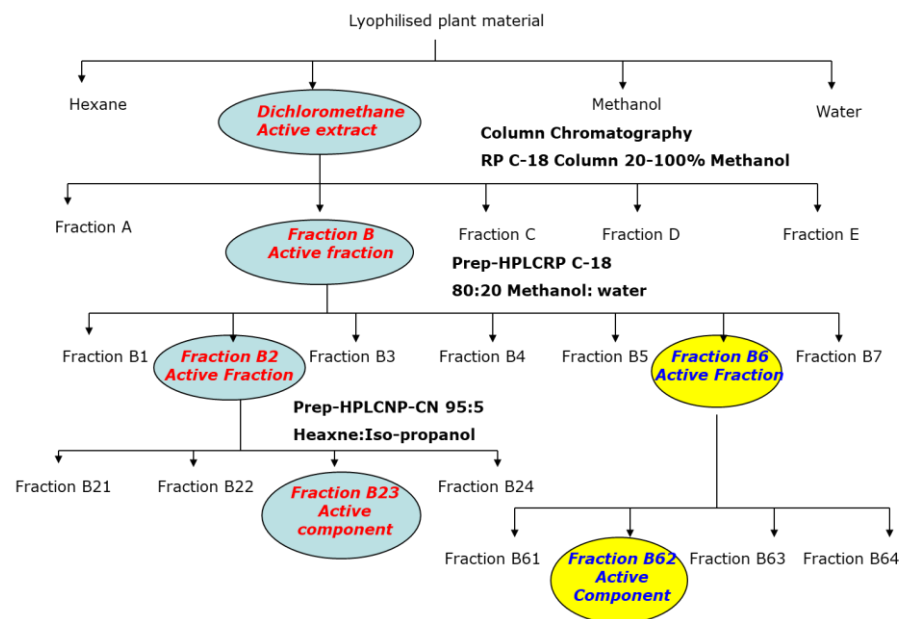 Lyophilised plant material
Hexane
Dichloromethane
Active extract
Methanol
Water
Column Chromatography
RP C-18 Column 20-100% Methanol
Fraction A
Fraction B
Active fraction
Fraction C
Fraction D
Fraction E
Prep-HPLCRP C-18
80:20 Methanol: water
Fraction B1
Fraction B2
Active Fraction
Fraction B3
Fraction B4
Fraction B5
Fraction B6
Active Fraction
Fraction B7
Prep-HPLCNP-CN 95:5
Heaxne:Iso-propanol
Fraction B21
Fraction B22
Fraction B23
Active
component
Fraction B24
Fraction B61
Fraction B62
Active
Component
Fraction B63
Fraction B64